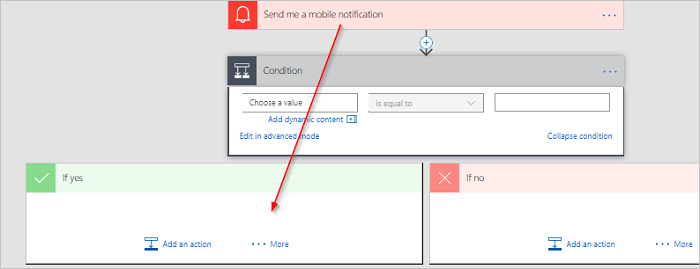 Send me a mobile notification
Condition
Choose a value
is equal to
Add dynamic content
Edit in advanced mode
Collapse condition
If yes
If no
Add an action
More
Add an action
More